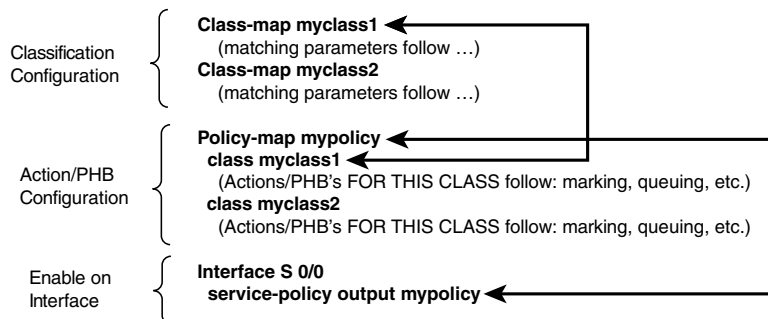 Classification
Configuration
Class-map myclass1
(matching parameters follow …)
Class-map myclass2
(matching parameters follow …)
Action/PHB
Configuration
Policy-map mypolicy
class myclass1
(Actions/PHB's FOR THIS CLASS follow: marking, queuing, etc.)
class myclass2
(Actions/PHB's FOR THIS CLASS follow: marking, queuing, etc.)
Enable on
Interface
Interface S 0/0
service-policy output mypolicy